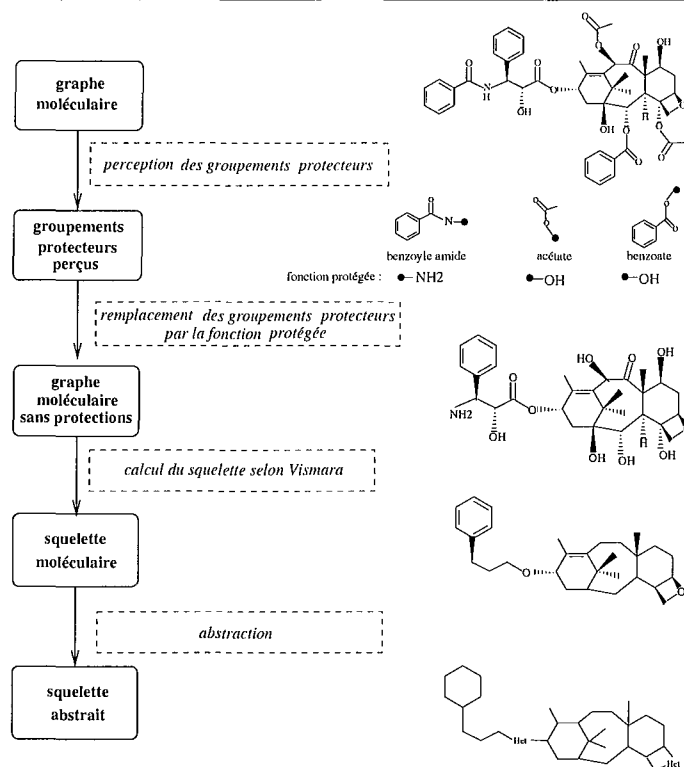 graphe
moléculaire
perception des groupements protecteurs
groupements
protecteurs
perçus
remplacement des groupements protecteurs
par la fonction protégée
graphe
moléculaire
sans protections
calcul du squelette selon Vismara
squelette
moléculaire
abstraction
squelette
abstrait
O
O
OH
O
O
N
H
O
O
OH
HO
H
O
O
O
O
O
O
N
benzoyle amide
O
O
acétate
O
O
benzoate
fonction protégée :
NH2
OH
OH
HO
O
OH
O
NH2
O
OH
OH
OH
H
OH
O
O
Het
Het